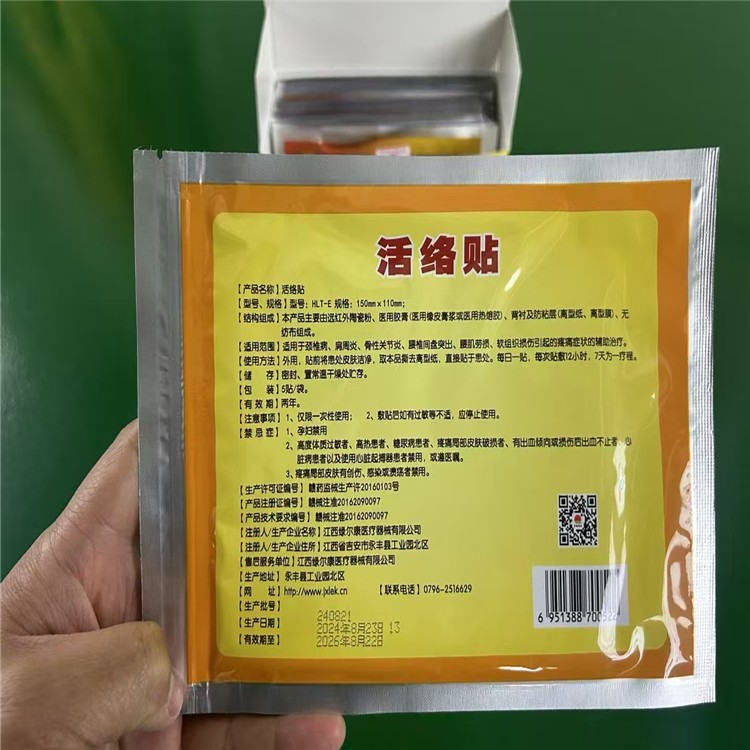 活络贴
【产品名称】活络贴
【型号、规格】型号：HLT-E 规格：150mm×110mm；
【结构组成】本产品主要由远红外陶瓷粉、医用胶膏(医用橡皮膏浆或医用热熔胶)、背衬及防粘层(离型纸、离型膜)、无
纺布组成。
【适用范围】适用于颈椎病、肩周炎、骨性关节炎、腰椎间盘突出、腰肌劳损、软组织损伤引起的疼痛症状的辅助治疗。
【使用方法】外用，贴前将患处皮肤洁净，取本品撕去离型纸，直接贴于患处。每日一贴，每次贴敷12小时，7天为一疗程。
【储 存】密封、置常温干燥处贮存。
【包 装】5贴/袋。
【有 效 期】两年。
【注意事项】1、仅限一次性使用； 2、敷贴后如有过敏等不适，应停止使用。
【禁 忌 症】1、孕妇禁用
2、高度体质过敏者、高热患者、糖尿病患者、疼痛局部皮肤破损者、有出血倾向或损伤后出血不止者、心
脏病患者以及使用心脏起搏器患者禁用，或遵医嘱。
3、疼痛局部皮肤有创伤、感染或溃疡者禁用。
【生产许可证编号】赣药监械生产许20160103号
【产品注册证编号】赣械注准20162090097
【产品技术要求编号】赣械注准20162090097
【注册人/生产企业名称】江西绿尔康医疗器械有限公司
【注册人/生产企业住所】江西省吉安市永丰县工业园北区
【售后服务单位】江西绿尔康医疗器械有限公司
【生产地址】永丰县工业园北区
【网 址】http://www.jxlek.cn 【联系电话】0796-2516629
【生产批号】 240821
【生产日期】 2024年8月23日 13
【有效期至】 2026年8月22日
6 951388 700522